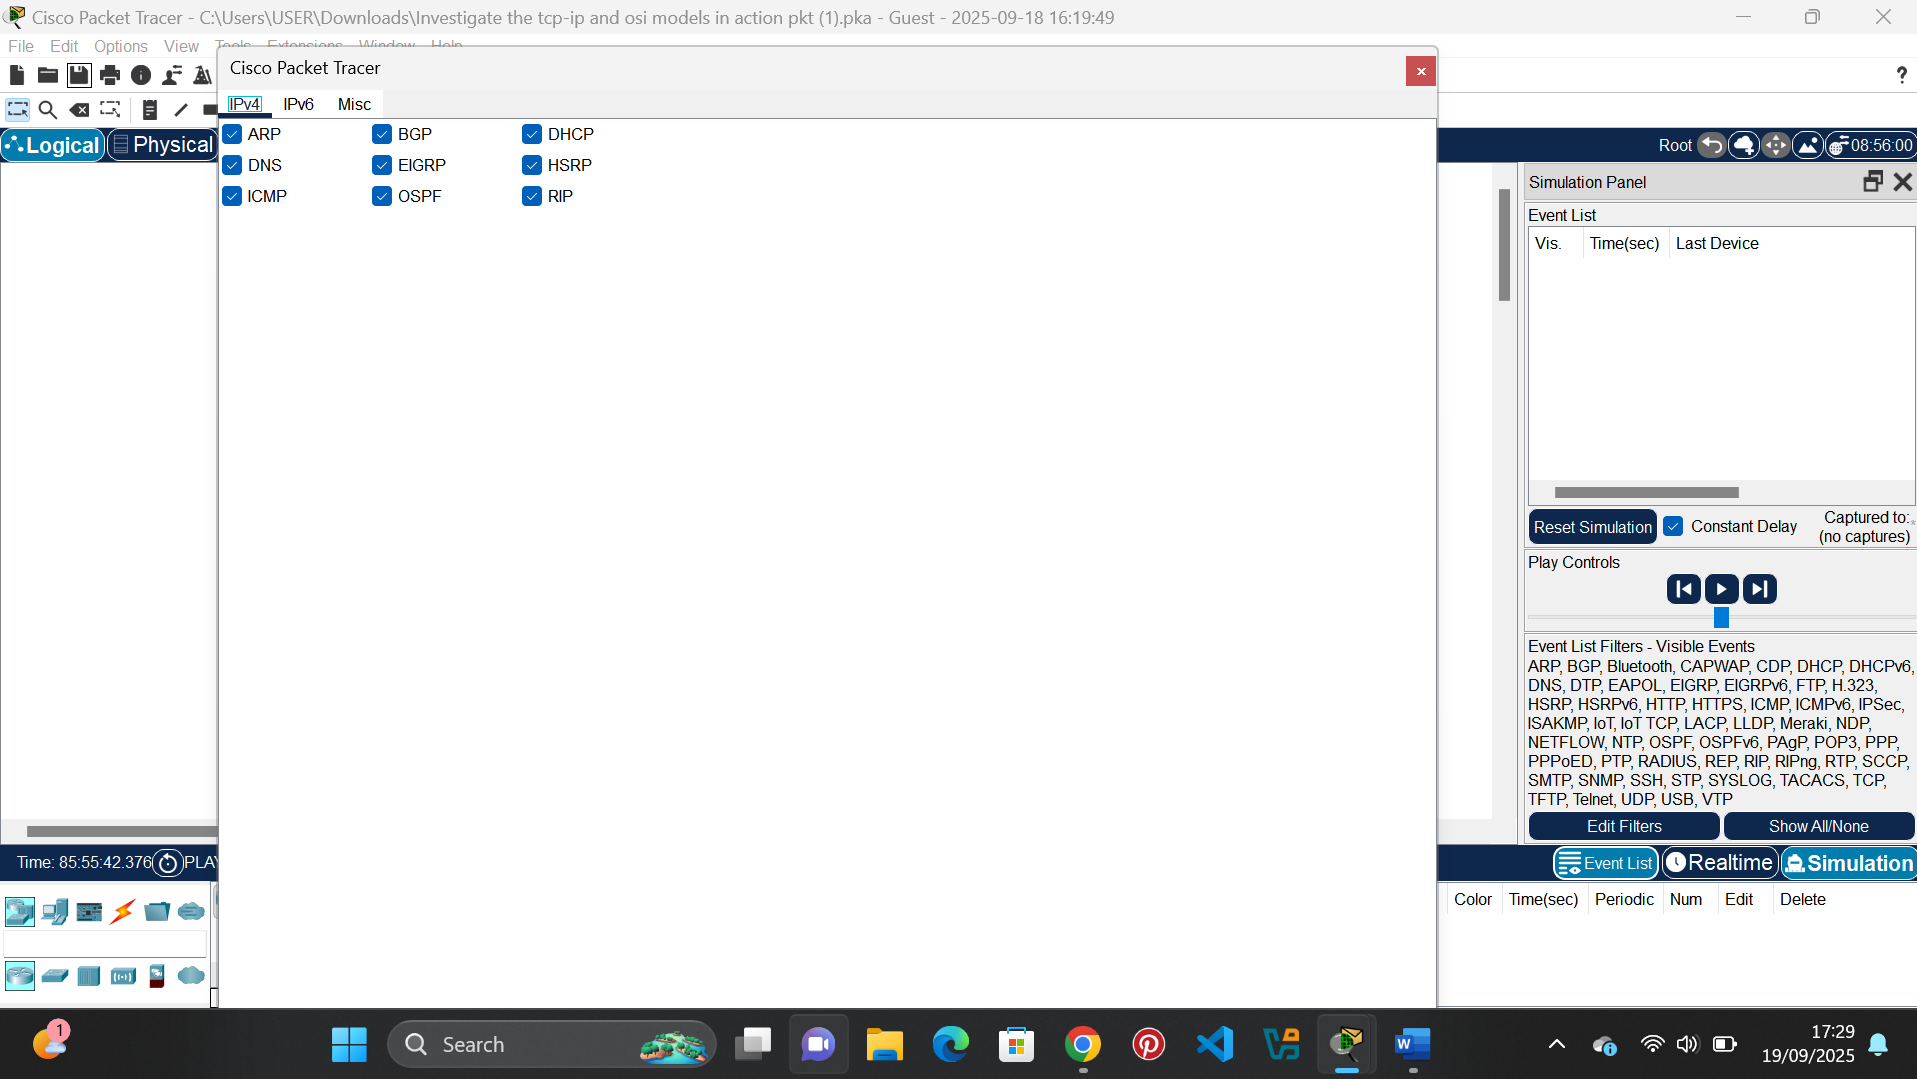 Cisco Packet Tracer - C:\Users\USER\Downloads\Investigate the tcp-ip and osi models in action pkt (1).pka - Guest - 2025-09-18 16:19:49
File Edit Options View Tools Extensions Window Help
Cisco Packet Tracer
x
?
IPv4 IPv6 Misc
ARP BGP DHCP
DNS EIGRP HSRP
ICMP OSPF RIP
Logical Physical
Root 08:56:00
Simulation Panel
Event List
Vis. Time(sec) Last Device
Reset Simulation Constant Delay Captured to:
(no captures)
Play Controls
Event List Filters - Visible Events
ARP, BGP, Bluetooth, CAPWAP, CDP, DHCP, DHCPv6,
DNS, DTP, EAPOL, EIGRP, EIGRPv6, FTP, H.323,
HSRP, HSRPv6, HTTP, HTTPS, ICMP, ICMPv6, IPSec,
ISAKMP, IoT, IoT TCP, LACP, LLDP, Meraki, NDP,
NETFLOW, NTP, OSPF, OSPFv6, PAgP, POP3, PPP,
PPPoED, PTP, RADIUS, REP, RIP, RIPng, RTP, SCCP,
SMTP, SNMP, SSH, STP, SYSLOG, TACACS, TCP,
TFTP, Telnet, UDP, USB, VTP
Edit Filters Show All/None
Time: 85:55:42.376 PLAY
Event List Realtime Simulation
Color Time(sec) Periodic Num Edit Delete
1
Search
17:29
19/09/2025